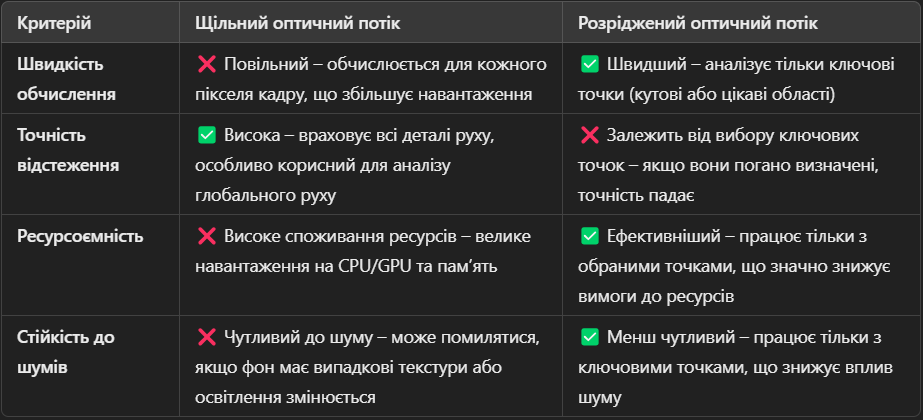 Критерій
Щільний оптичний потік
Розріджений оптичний потік
Швидкість
обчислення
❌ Повільний – обчислюється для кожного
пікселя кадру, що збільшує навантаження
✅ Швидший – аналізує тільки ключові
точки (кутові або цікаві області)
Точність
відстеження
✅ Висока – враховує всі деталі руху,
особливо корисний для аналізу
глобального руху
❌ Залежить від вибору ключових
точок – якщо вони погано визначені,
точність падає
Ресурсоємність
❌ Високе споживання ресурсів – велике
навантаження на CPU/GPU та пам’ять
✅ Ефективніший – працює тільки з
обраними точками, що значно знижує
вимоги до ресурсів
Стійкість до
шумів
❌ Чутливий до шуму – може помилятися,
якщо фон має випадкові текстури або
освітлення змінюється
✅ Менш чутливий – працює тільки з
ключовими точками, що знижує вплив
шуму